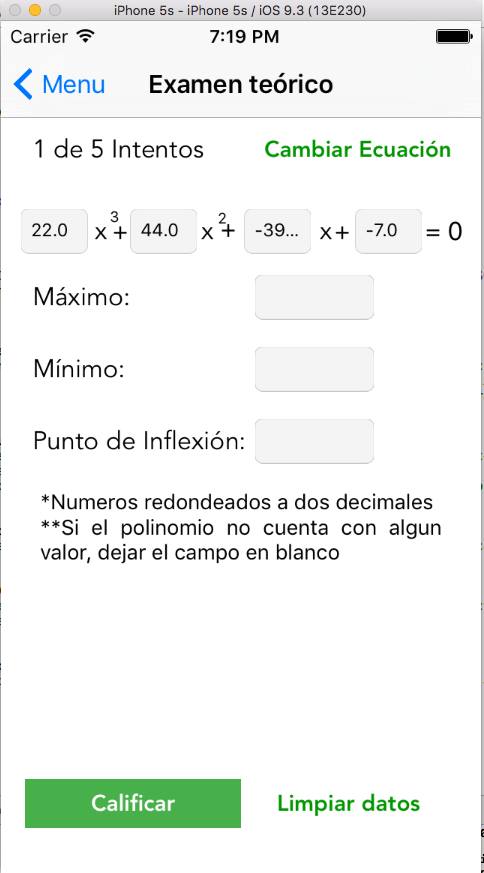 iPhone 5s - iPhone 5s / iOS 9.3 (13E230)
Carrier 7:19 PM
Menu Examen teórico
1 de 5 Intentos Cambiar Ecuación
22.0 x³+ 44.0 x²+ -39... x+ -7.0 = 0
Máximo:
Mínimo:
Punto de Inflexión:
*Numeros redondeados a dos decimales
**Si el polinomio no cuenta con algun
valor, dejar el campo en blanco
Calificar Limpiar datos